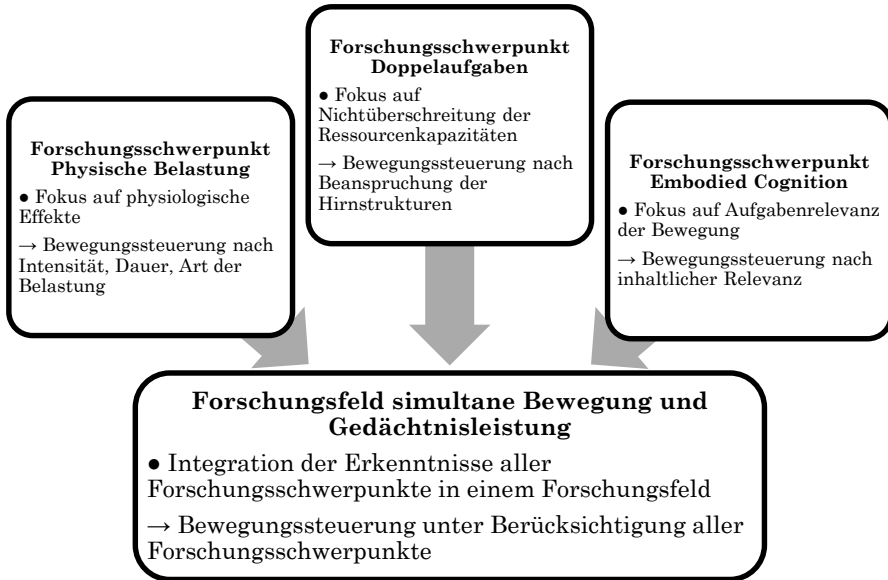 Forschungsschwerpunkt
Physische Belastung
● Fokus auf physiologische
Effekte
→ Bewegungssteuerung nach
Intensität, Dauer, Art der
Belastung
Forschungsschwerpunkt
Doppelaufgaben
● Fokus auf
Nichtüberschreitung der
Ressourcenkapazitäten
→ Bewegungssteuerung nach
Beanspruchung der
Hirnstrukturen
Forschungsschwerpunkt
Embodied Cognition
● Fokus auf Aufgabenrelevanz
der Bewegung
→ Bewegungssteuerung nach
inhaltlicher Relevanz
Forschungsfeld simultane Bewegung und
Gedächtnisleistung
● Integration der Erkenntnisse aller
Forschungsschwerpunkte in einem Forschungsfeld
→ Bewegungssteuerung unter Berücksichtigung aller
Forschungsschwerpunkte